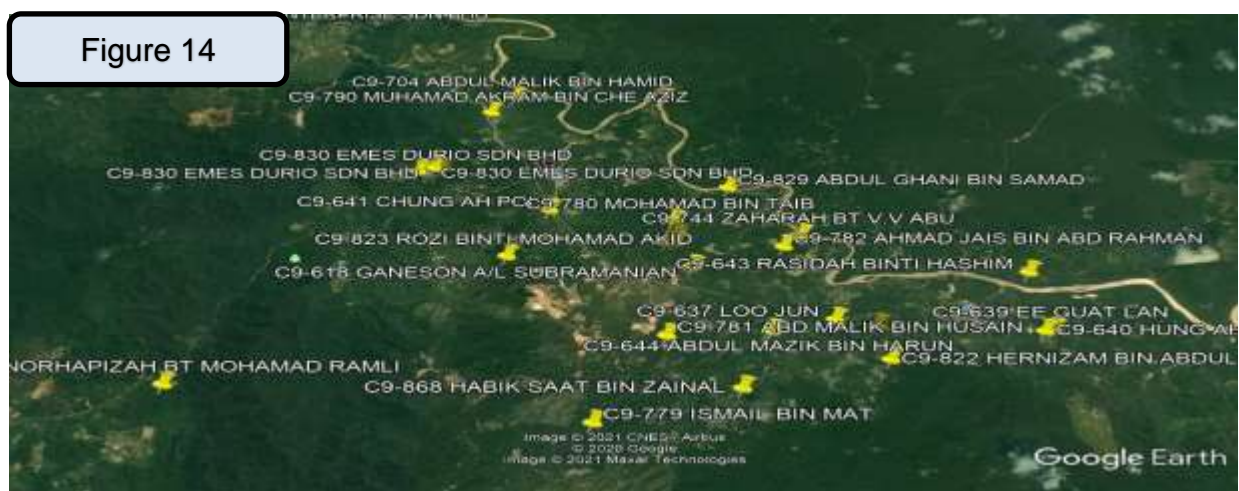 Figure 14
C9-704 ABDUL MALIK BIN HAMID
C9-790 MUHAMAD AKRAM BIN CHE AZIZ
C9-830 EMES DURIO SDN BHD
C9-830 EMES DURIO SDN BHD
C9-830 EMES DURIO SDN BHD
C9-829 ABDUL GHANI BIN SAMAD
C9-641 CHUNG AH
C9-780 MOHAMAD BIN TAIB
C9-744 ZAHARAH BT V.V ABU
C9-823 ROZI BINTI MOHAMAD AKID
C9-782 AHMAD JAIS BIN ABD RAHMAN
C9-618 GANESON A/L SUBRAMANIAN
C9-643 RASIDAH BINTI HASHIM
C9-637 LOO JUN
C9-639 EE GUAT LAN
C9-781 ABD MALIK BIN HUSAIN
C9-640 HUNG
C9-644 ABDUL MAZIK BIN HARUN
C9-822 HERNIZAM BIN ABDUL
NORHAPIZAH BT MOHAMAD RAMLI
C9-868 HABIK SAAT BIN ZAINAL
C9-779 ISMAIL BIN MAT
Image © 2021 CNES / Airbus
© 2020 Google
Image © 2021 Maxar Technologies
Google Earth